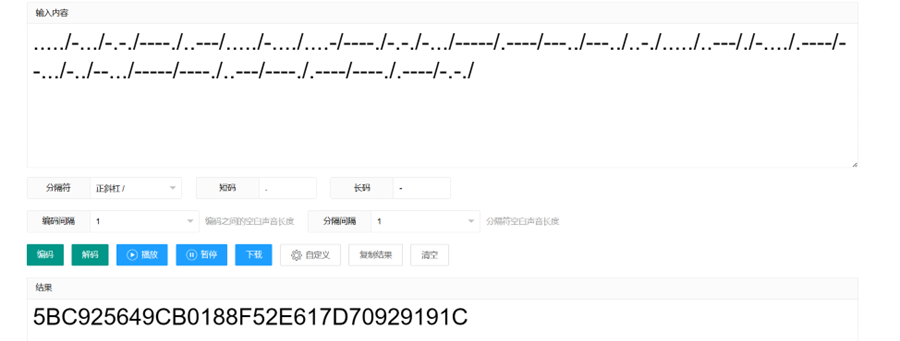 输入内容
...../-.../-.-./----./..---/...../-..../....-/----./-.-./-.../-----/.----/---../---../..-./...../..---/./-..../.----/-
-.../-../--.../-----/----./..---/----./.----/----./.----/-.-./
分隔符 正斜杠 / 短码 . 长码 -
编码间隔 1 编码之间的空白声音长度 分隔间隔 1 分隔符空白声音长度
编码 解码 播放 暂停 下载 自定义 复制结果 清空
结果
5BC925649CB0188F52E617D70929191C